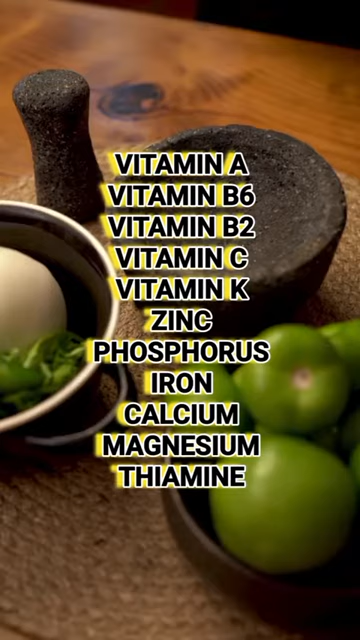 VITAMIN A
VITAMIN B6
VITAMIN B2
VITAMIN C
VITAMIN K
ZINC
PHOSPHORUS
IRON
CALCIUM
MAGNESIUM
THIAMINE